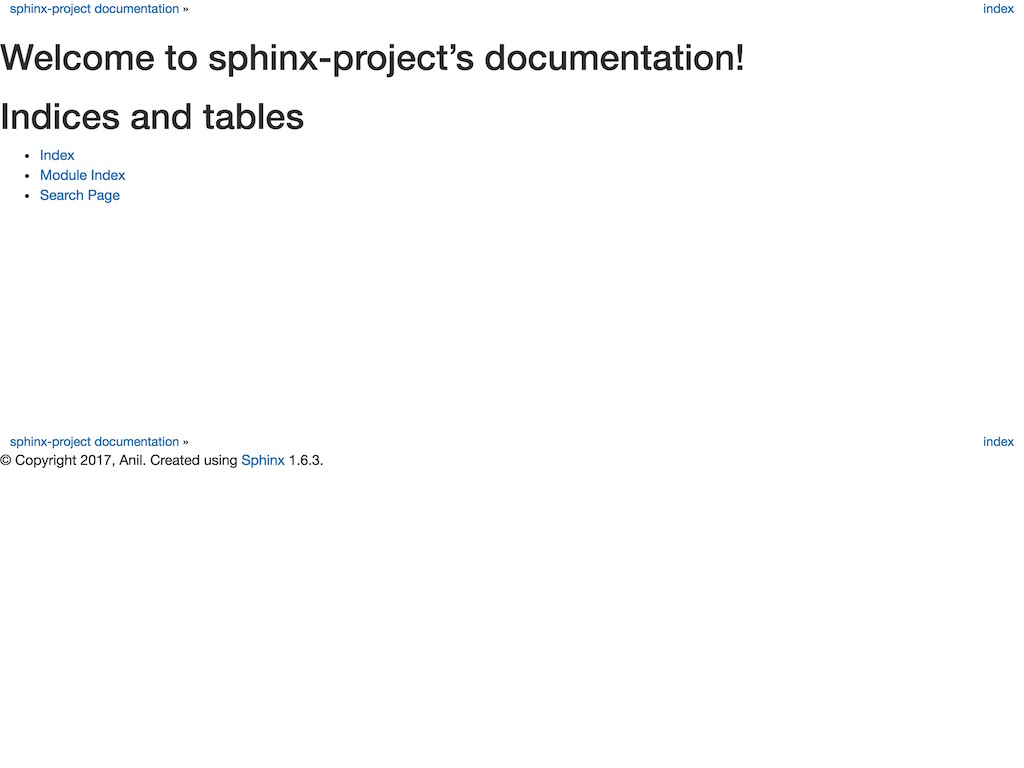 sphinx-project documentation » index
Welcome to sphinx-project’s documentation!
Indices and tables
• Index
• Module Index
• Search Page
sphinx-project documentation » index
© Copyright 2017, Anil. Created using Sphinx 1.6.3.